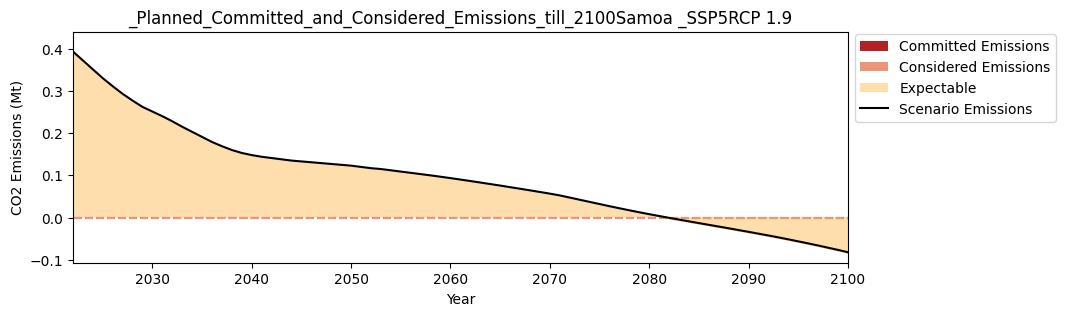 _Planned_Committed_and_Considered_Emissions_till_2100Samoa _SSP5RCP 1.9
0.4
0.3
0.2
0.1
0.0
−0.1
CO2 Emissions (Mt)
2030
2040
2050
2060
2070
2080
2090
2100
Year
Committed Emissions
Considered Emissions
Expectable
Scenario Emissions